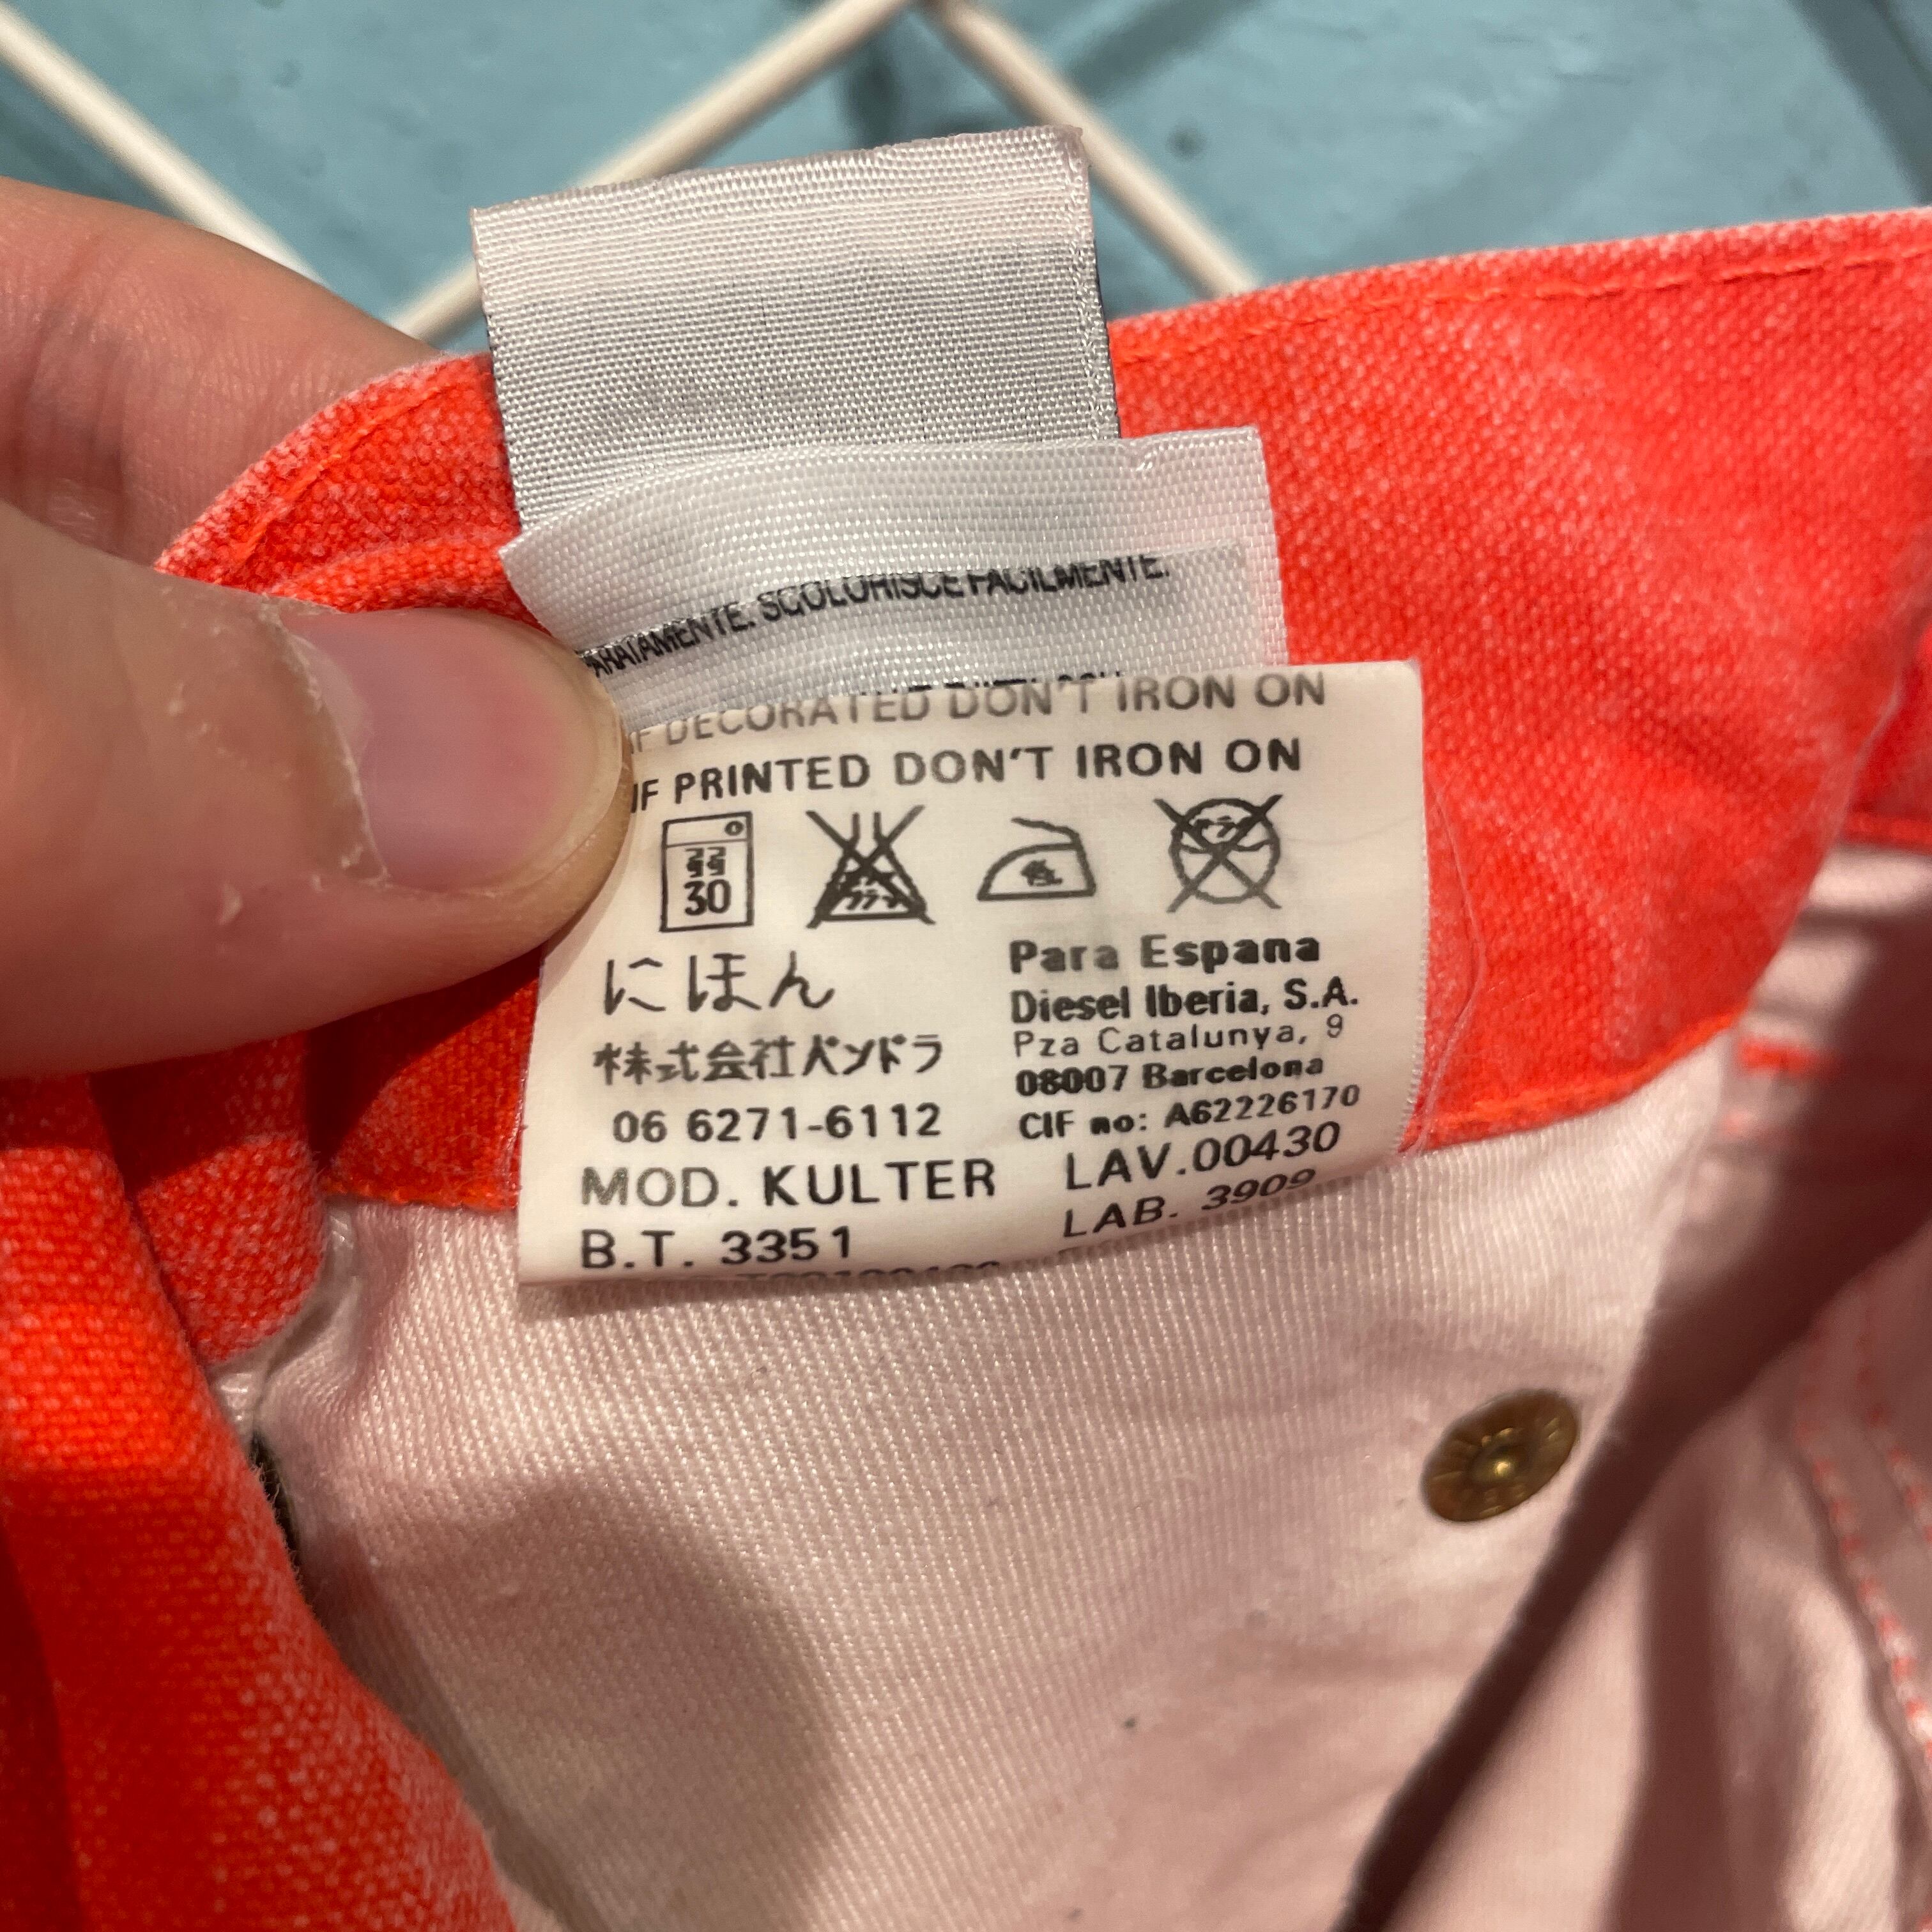 SCOLORISCE FACILMENTE.
IF DECORATED DON'T IRON ON
IF PRINTED DON'T IRON ON
30
にほん
株式会社パンドラ
06 6271-6112
MOD. KULTER
B.T. 3351
Para Espana
Diesel Iberia, S.A.
Pza Catalunya, 9
08007 Barcelona
CIF no: A62226170
LAV.00430
LAB. 3909